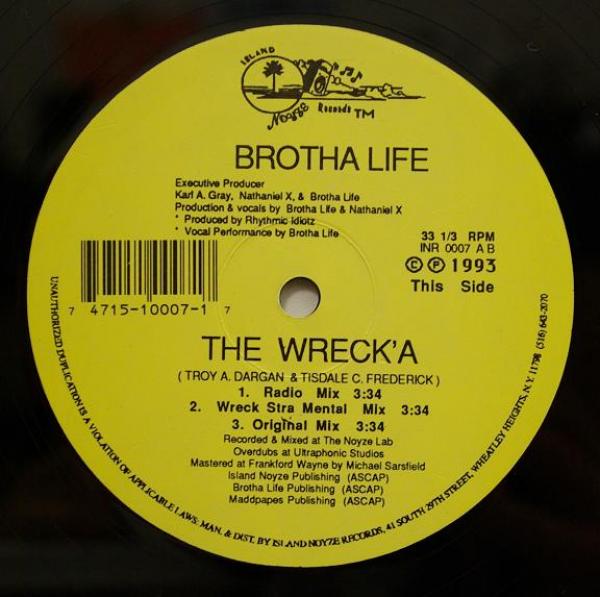 ISLAND
Noyze Records TM
BROTHA LIFE
Executive Producer
Karl A. Gray, Nathaniel X, & Brotha Life
Production & vocals by Brotha Life & Nathaniel X
* Produced by Rhythmic Idiotz
* Vocal Performance by Brotha Life
33 1/3 RPM
INR 0007 A B
© ℗ 1993
This Side
7 4715-10007-1 7
THE WRECK'A
( TROY A. DARGAN & TISDALE C. FREDERICK )
1. Radio Mix 3:34
2. Wreck Stra Mental Mix 3:34
3. Original Mix 3:34
Recorded & Mixed at The Noyze Lab
Overdubs at Ultraphonic Studios
Mastered at Frankford Wayne by Michael Sarsfield
Island Noyze Publishing (ASCAP)
Brotha Life Publishing (ASCAP)
Maddpapes Publishing (ASCAP)
UNAUTHORIZED DUPLICATION IS A VIOLATION OF APPLICABLE LAWS: MAN. & DIST. BY ISLAND NOYZE RECORDS, 41 SOUTH 29TH STREET, WHEATLEY HEIGHTS, N.Y. 11798 (516) 643-2070